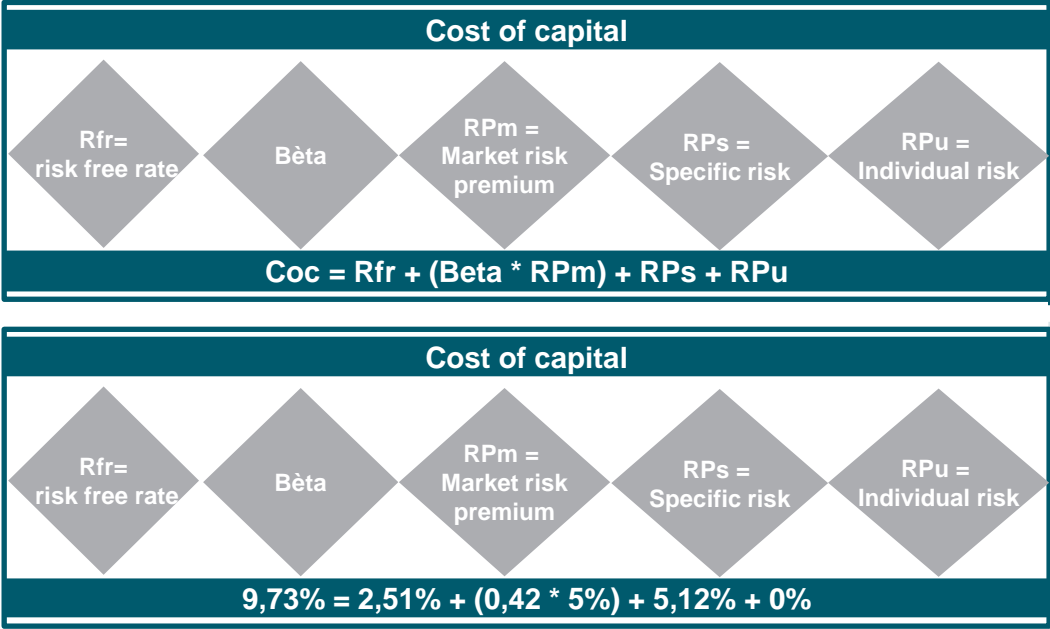 Cost of capital
Rfr=
risk free rate
Bèta
RPm =
Market risk
premium
RPs =
Specific risk
RPu =
Individual risk
Coc = Rfr + (Beta * RPm) + RPs + RPu
Cost of capital
Rfr=
risk free rate
Bèta
RPm =
Market risk
premium
RPs =
Specific risk
RPu =
Individual risk
9,73% = 2,51% + (0,42 * 5%) + 5,12% + 0%